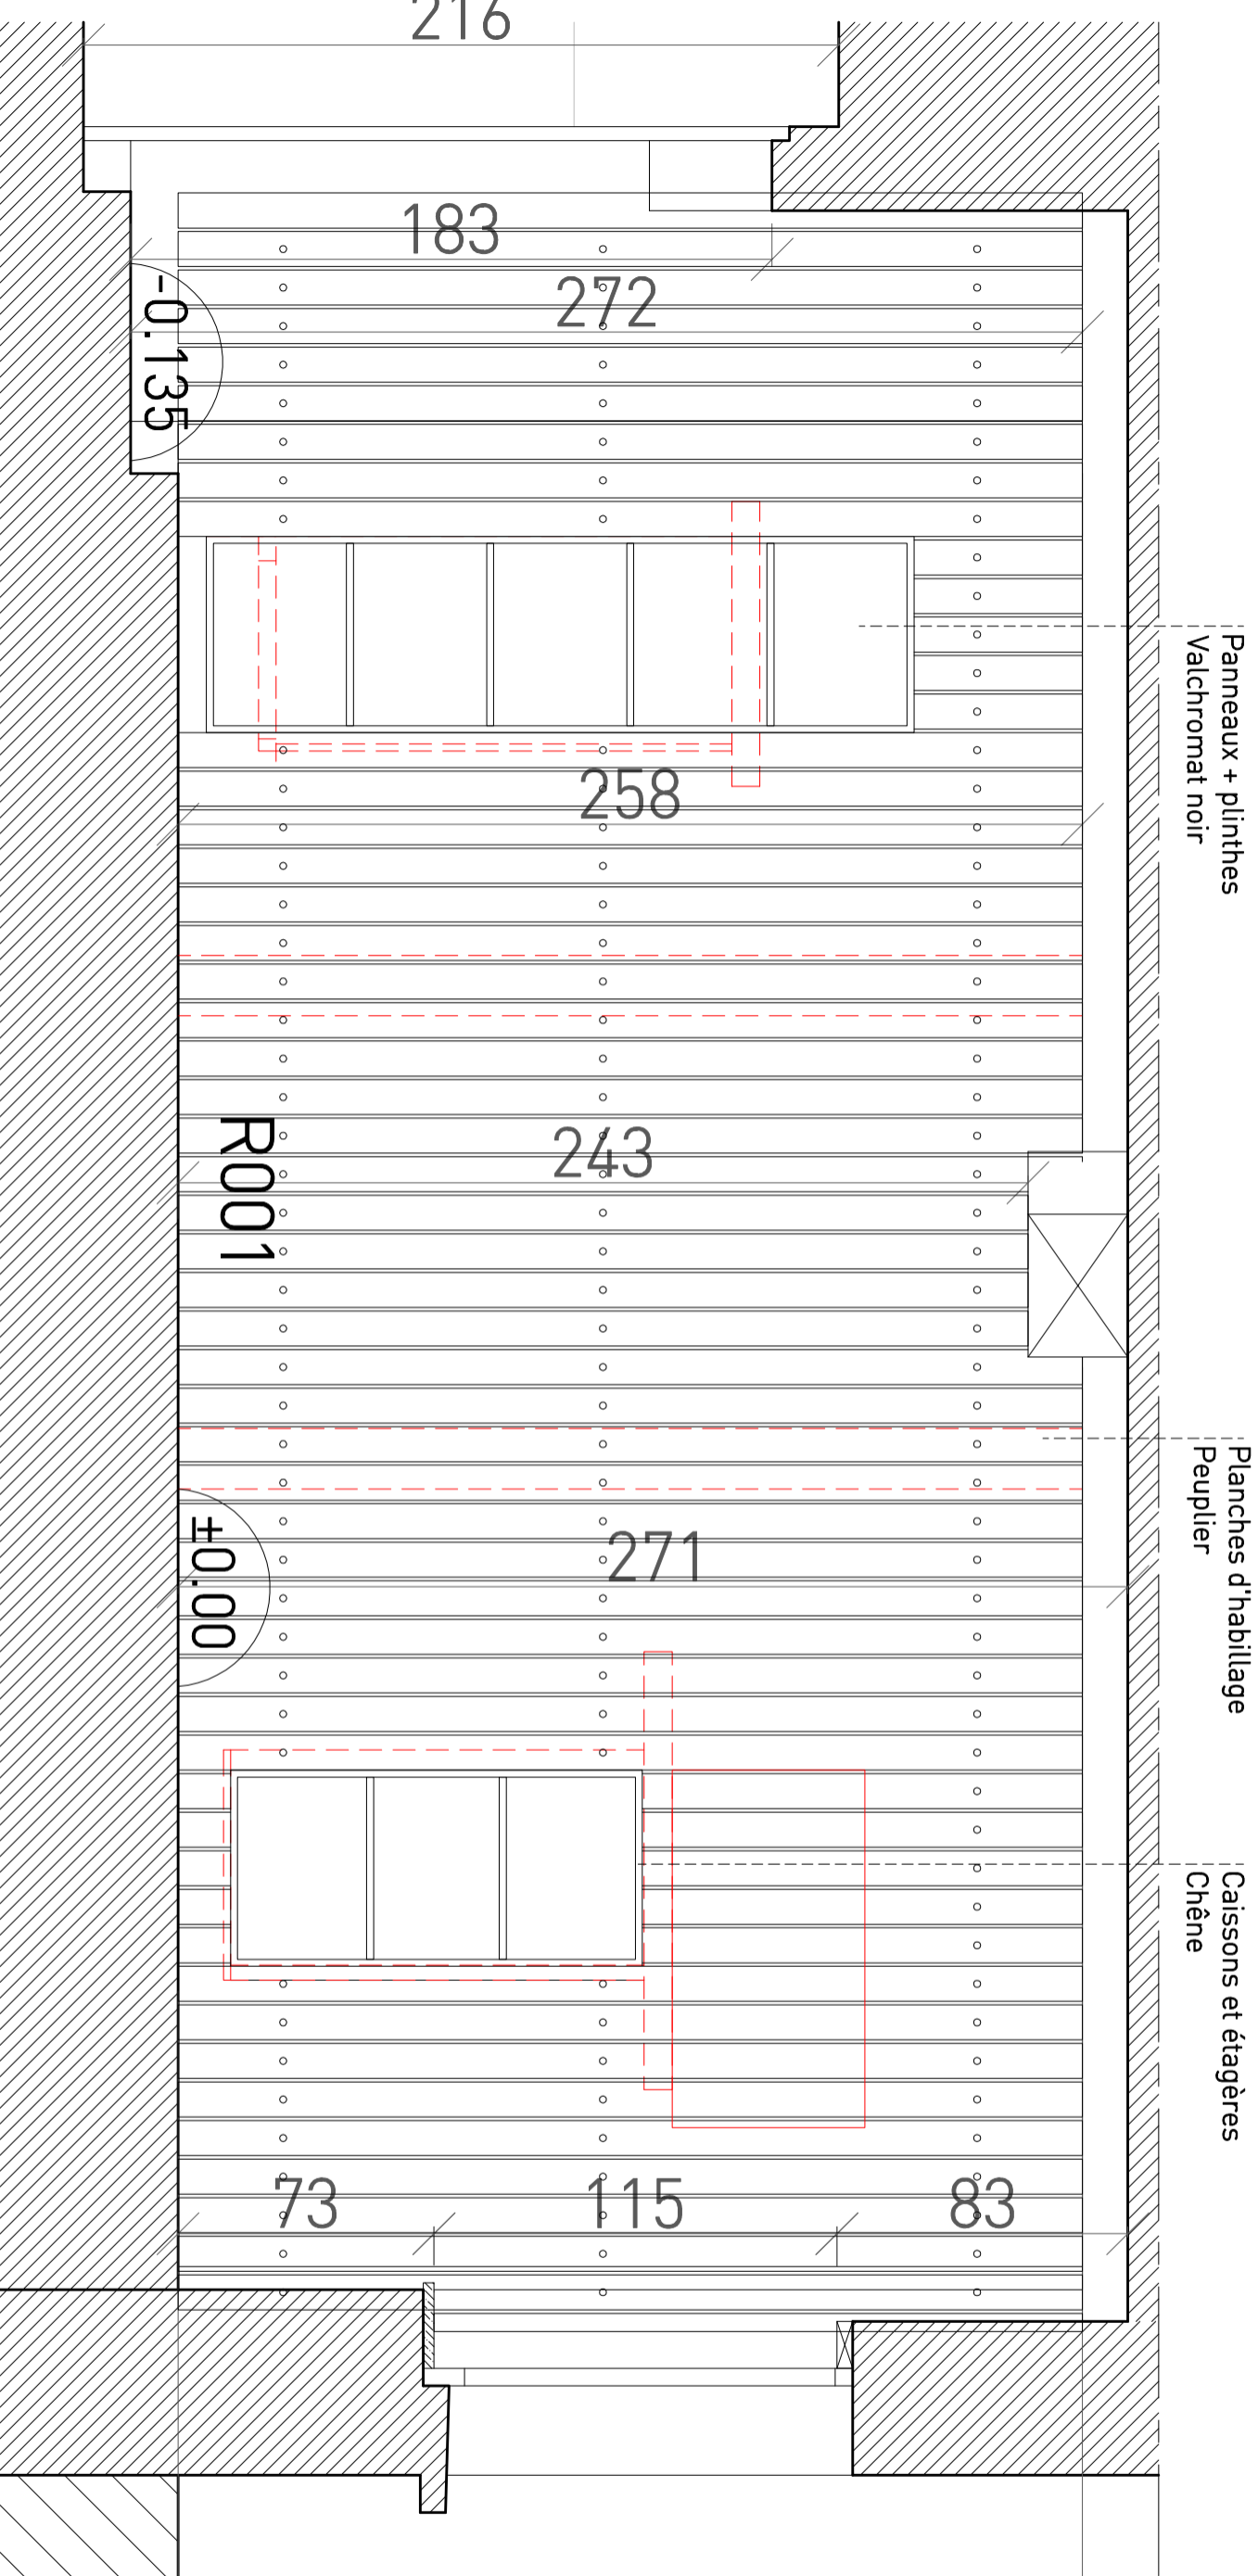 216
183
272
-0.135
Panneaux + plinthes
Valchromat noir
258
R001
243
Planches d'habillage
Peuplier
±0.00
271
Caissons et étagères
Chêne
73
115
83